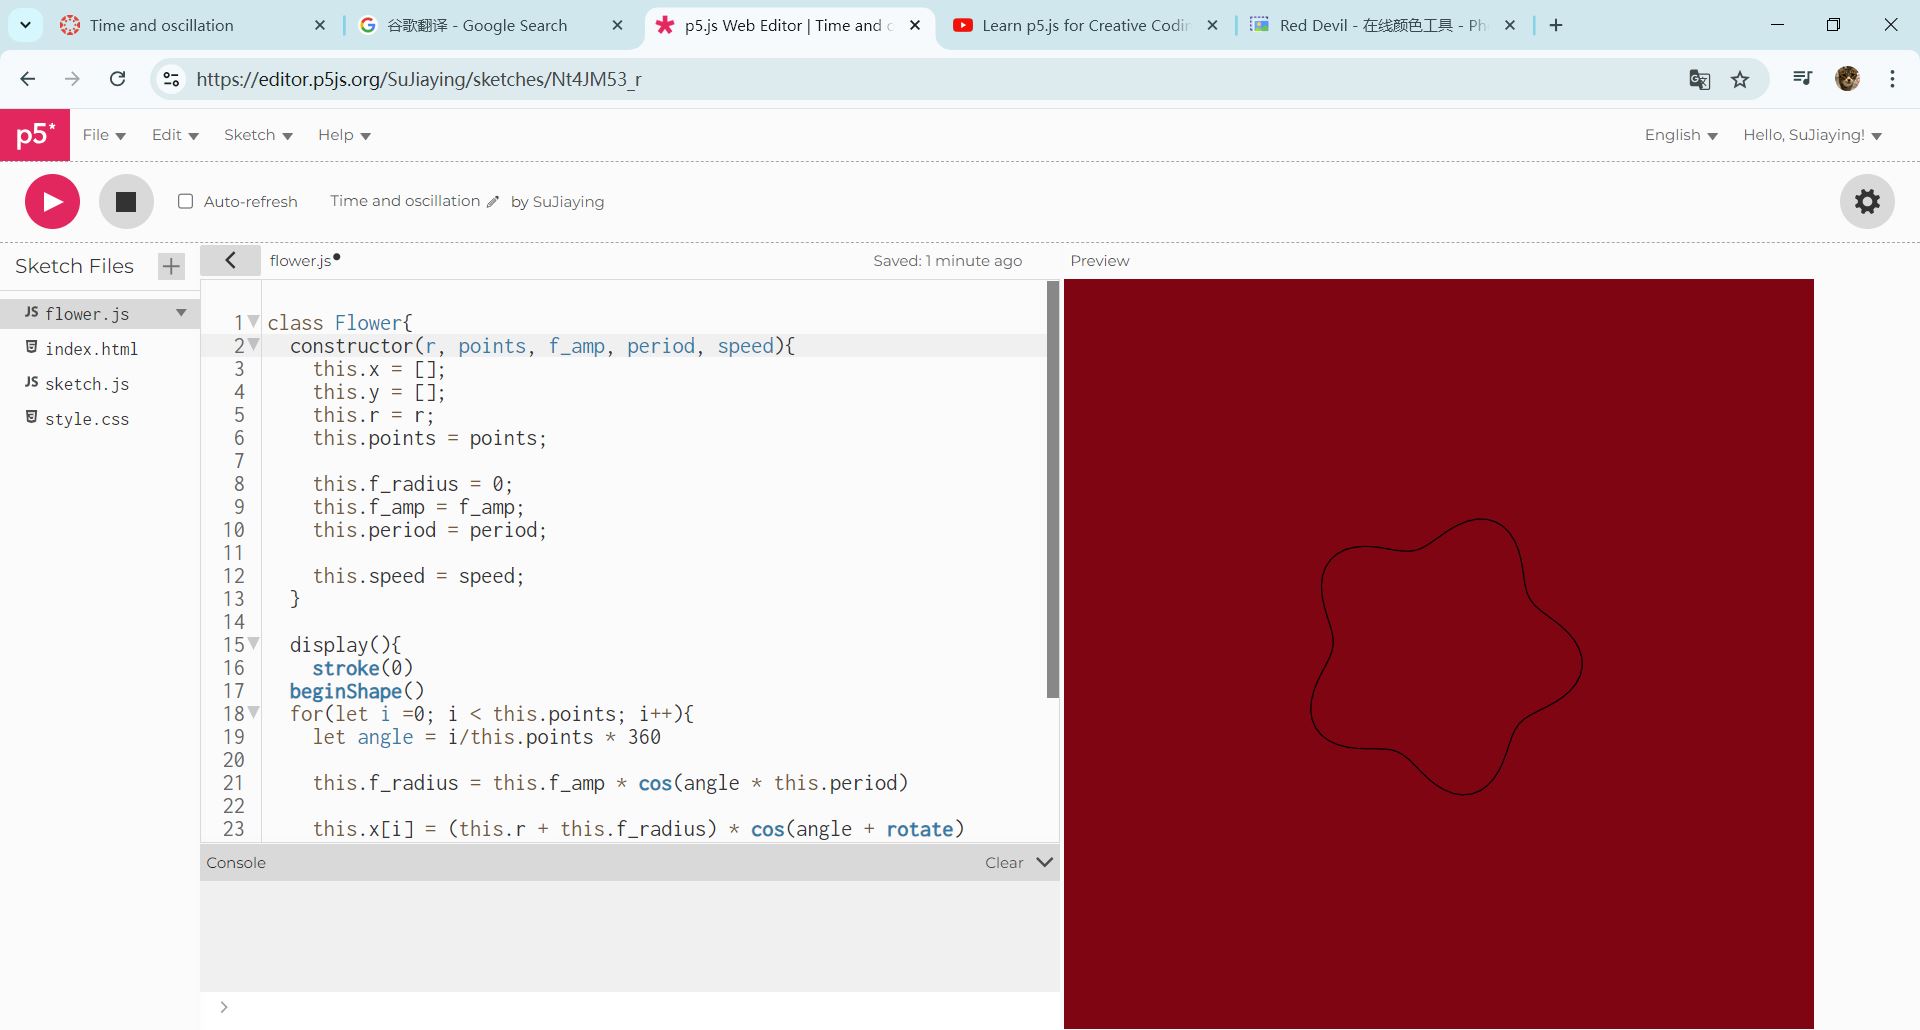 Time and oscillation
谷歌翻译 - Google Search
p5.js Web Editor | Time and o
Learn p5.js for Creative Codin
Red Devil - 在线颜色工具 - Ph
https://editor.p5js.org/SuJiaying/sketches/Nt4JM53_r
p5*
File
Edit
Sketch
Help
English
Hello, SuJiaying!
Auto-refresh
Time and oscillation
by SuJiaying
Sketch Files
flower.js
Saved: 1 minute ago
Preview
JS flower.js
index.html
JS sketch.js
style.css
1 class Flower{
2 constructor(r, points, f_amp, period, speed){
3 this.x = [];
4 this.y = [];
5 this.r = r;
6 this.points = points;
7
8 this.f_radius = 0;
9 this.f_amp = f_amp;
10 this.period = period;
11
12 this.speed = speed;
13 }
14
15 display(){
16 stroke(0)
17 beginShape()
18 for(let i =0; i < this.points; i++){
19 let angle = i/this.points * 360
20
21 this.f_radius = this.f_amp * cos(angle * this.period)
22
23 this.x[i] = (this.r + this.f_radius) * cos(angle + rotate)
Console
Clear
>